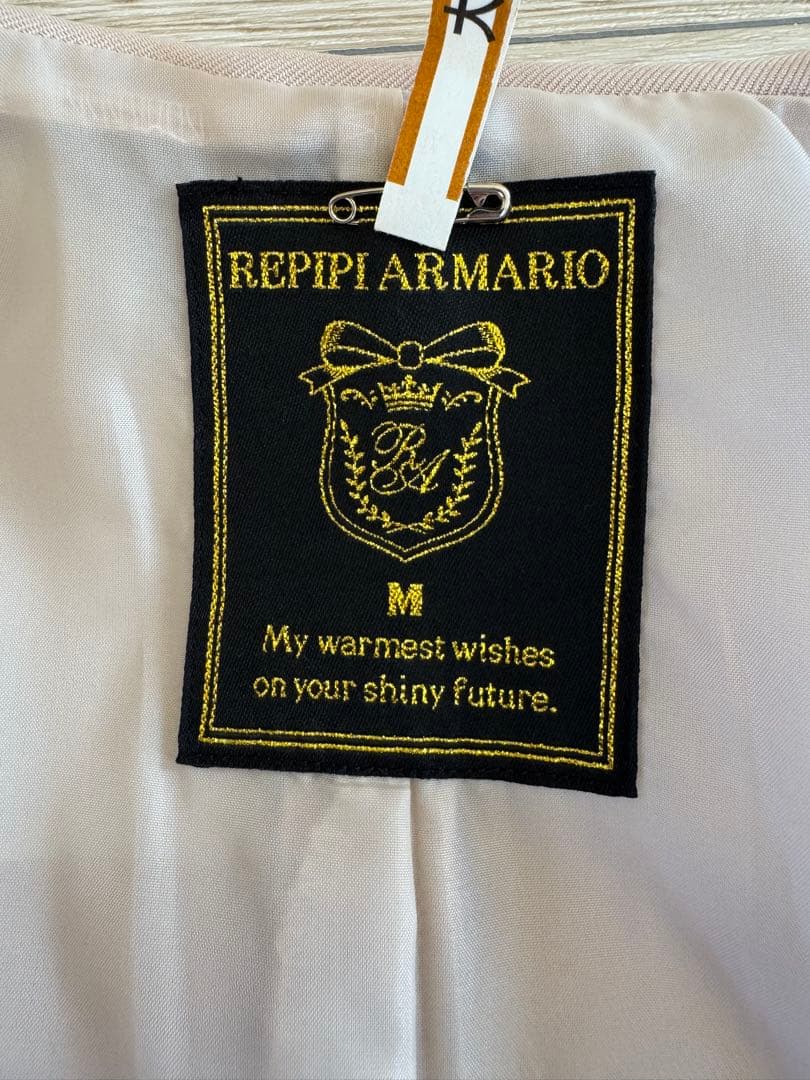 REPIPI ARMARIO
RA
M
My warmest wishes
on your shiny future.